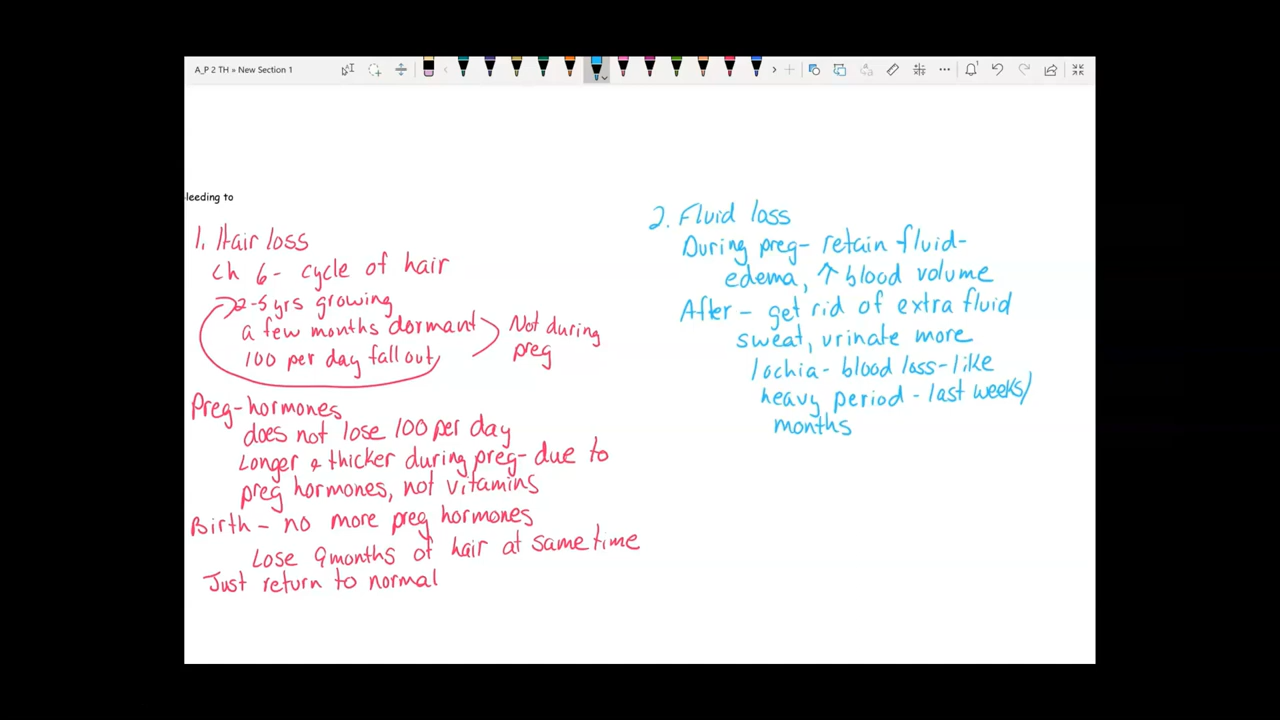 A_P 2 TH » New Section 1
leeding to
1. Hair loss
Ch 6- cycle of hair
2-5 yrs growing
a few months dormant
100 per day fall out
Not during
preg
Preg-hormones
does not lose 100 per day
Longer & thicker during preg- due to
preg hormones, not vitamins
Birth - no more preg hormones
Lose 9months of hair at same time
Just return to normal
2. Fluid loss
During preg- retain fluid-
edema, ↑ blood volume
After - get rid of extra fluid
sweat, urinate more
lochia - blood loss-like
heavy period - last weeks/
months